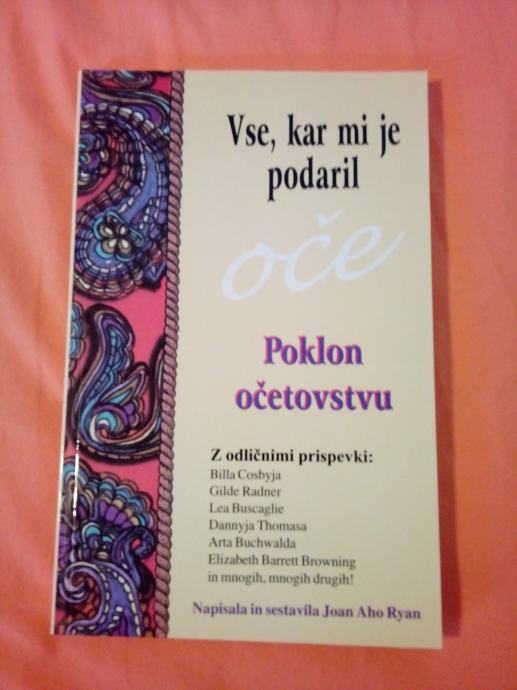 Vse, kar mi je
podaril
oče
Poklon
očetovstvu
Z odličnimi prispevki:
Billa Cosbyja
Gilde Radner
Lea Buscaglie
Dannyja Thomasa
Arta Buchwalda
Elizabeth Barrett Browning
in mnogih, mnogih drugih!
Napisala in sestavila Joan Aho Ryan